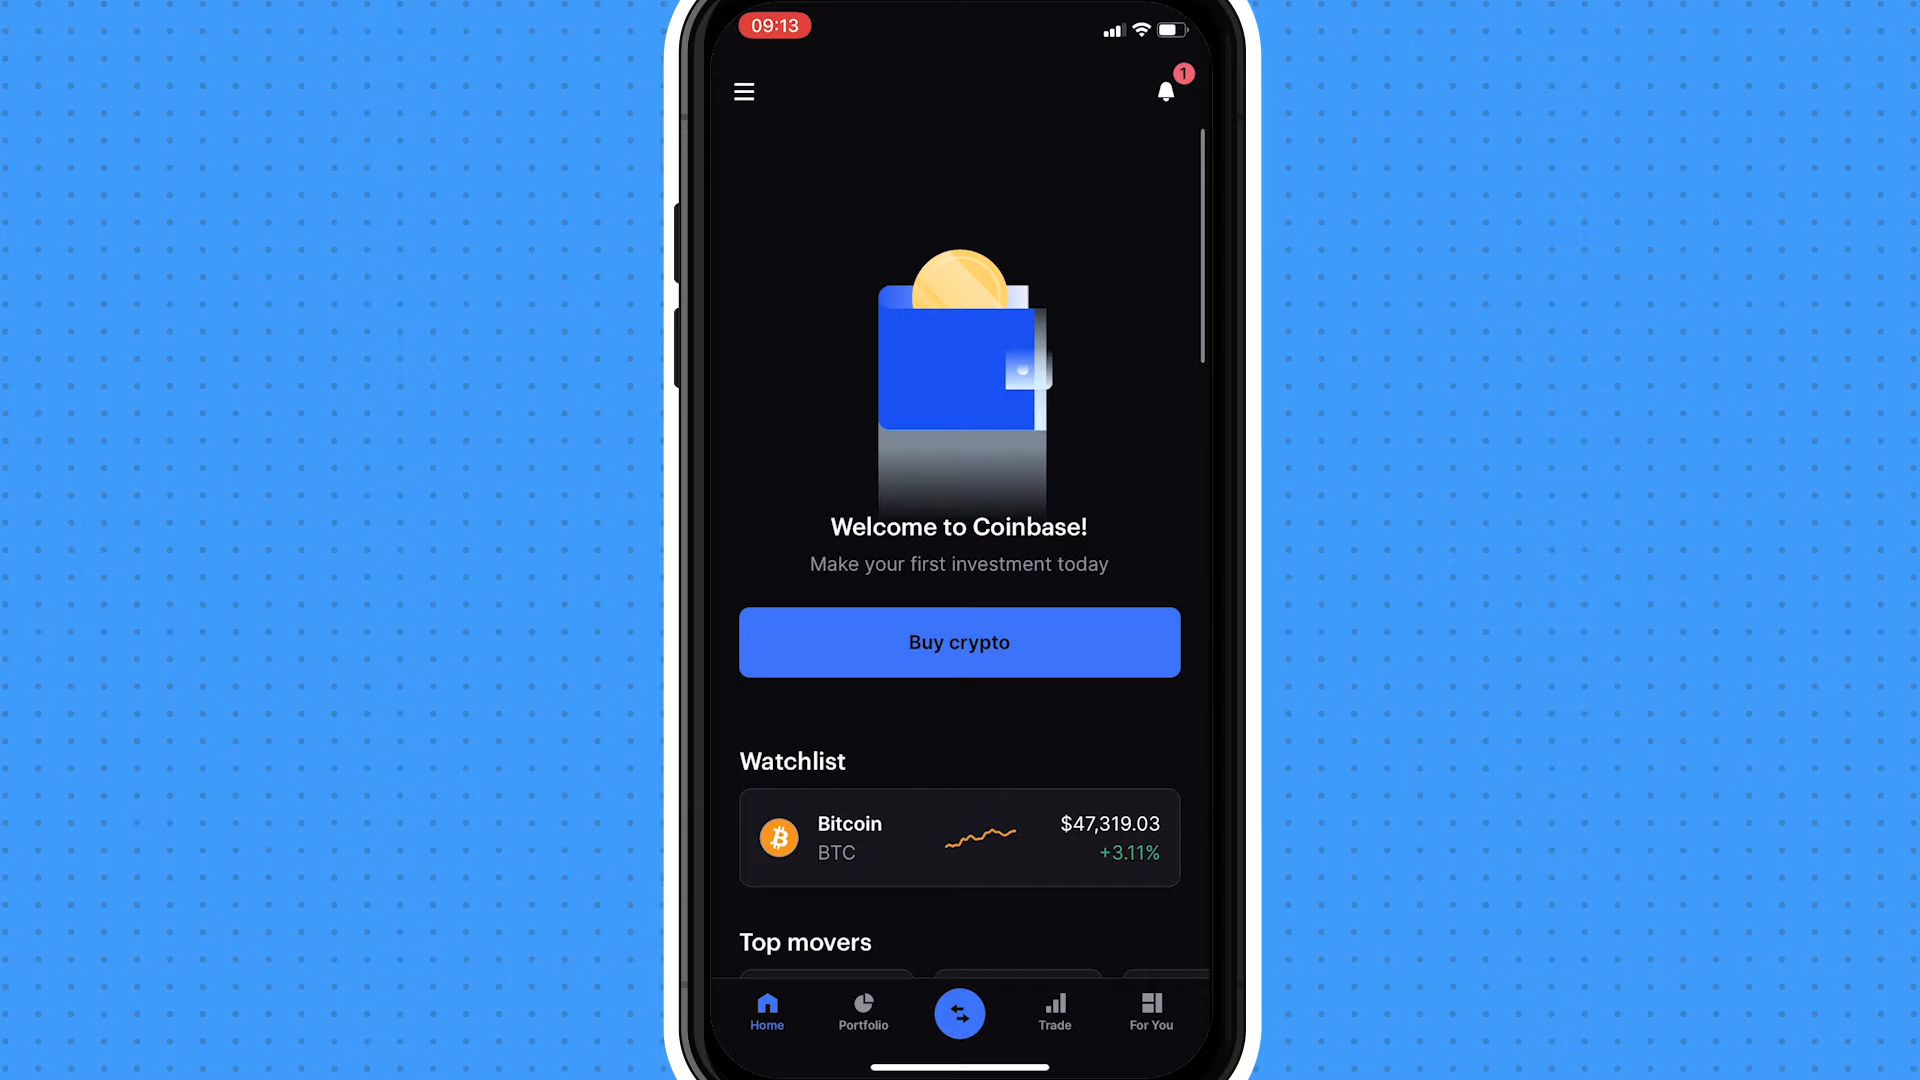 09:13
1
Welcome to Coinbase!
Make your first investment today
Buy crypto
Watchlist
Bitcoin
$47,319.03
BTC
+3.11%
Top movers
Home
Portfolio
Trade
For You